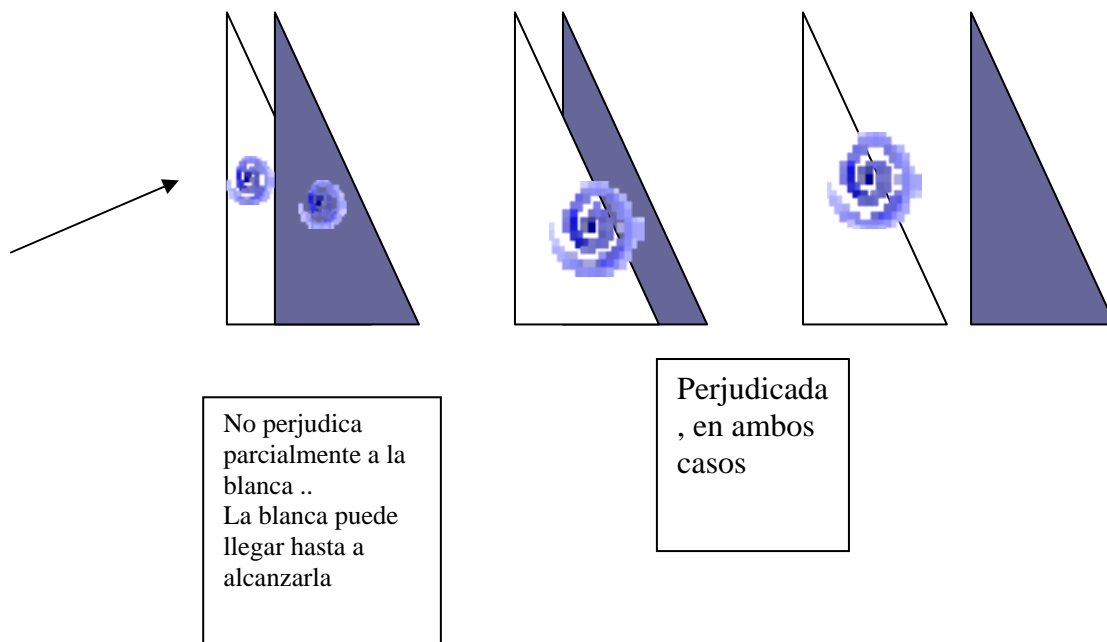 No perjudica
parcialmente a la
blanca ..
La blanca puede
llegar hasta a
alcanzarla
Perjudicada
, en ambos
casos